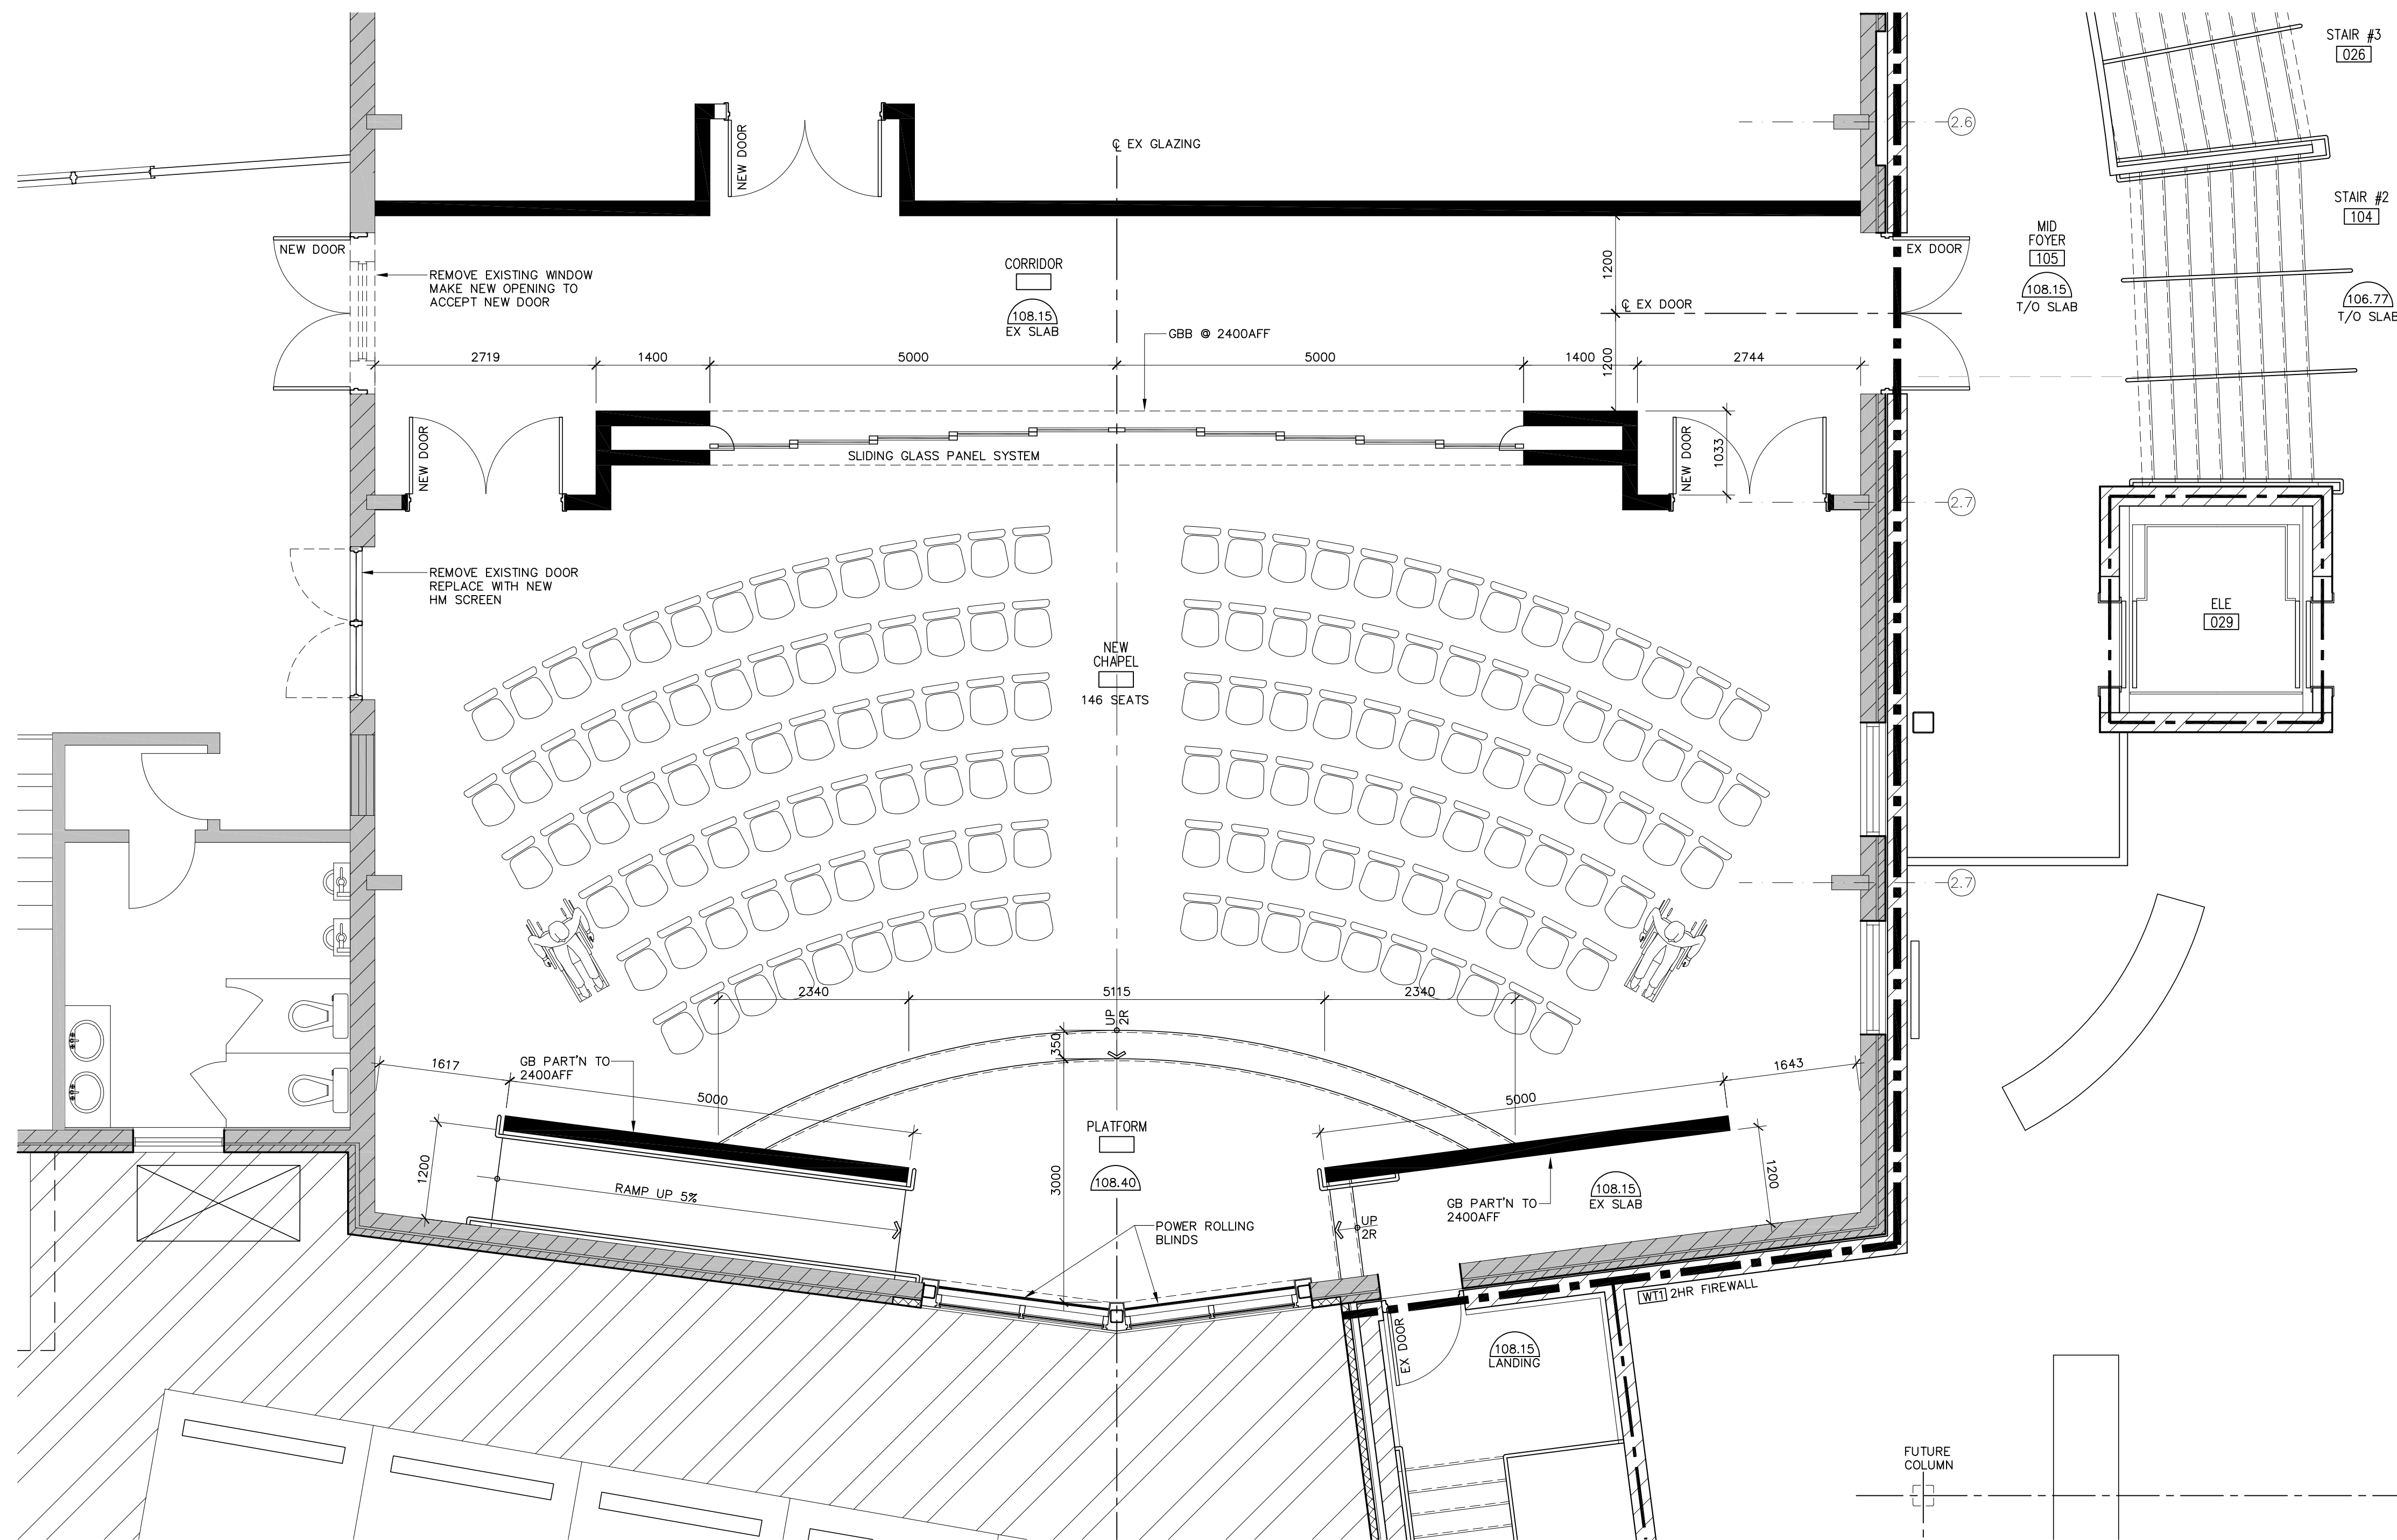 STAIR #3
026
2.6
NEW DOOR
℄ EX GLAZING
STAIR #2
104
MID
FOYER
105
108.15
T/O SLAB
106.77
T/O SLAB
NEW DOOR
EX DOOR
REMOVE EXISTING WINDOW
MAKE NEW OPENING TO
ACCEPT NEW DOOR
CORRIDOR
108.15
EX SLAB
1200
℄ EX DOOR
GBB @ 2400AFF
1200
2719
1400
5000
5000
1400
2744
NEW DOOR
SLIDING GLASS PANEL SYSTEM
NEW DOOR
1033
2.7
REMOVE EXISTING DOOR
REPLACE WITH NEW
HM SCREEN
ELE
029
NEW
CHAPEL
146 SEATS
2.7
2340
5115
2340
UP
2R
350
GB PART'N TO
2400AFF
1617
5000
5000
1643
PLATFORM
108.40
3000
1200
RAMP UP 5%
GB PART'N TO
2400AFF
108.15
EX SLAB
1200
UP
2R
POWER ROLLING
BLINDS
WT1 2HR FIREWALL
EX DOOR
108.15
LANDING
FUTURE
COLUMN